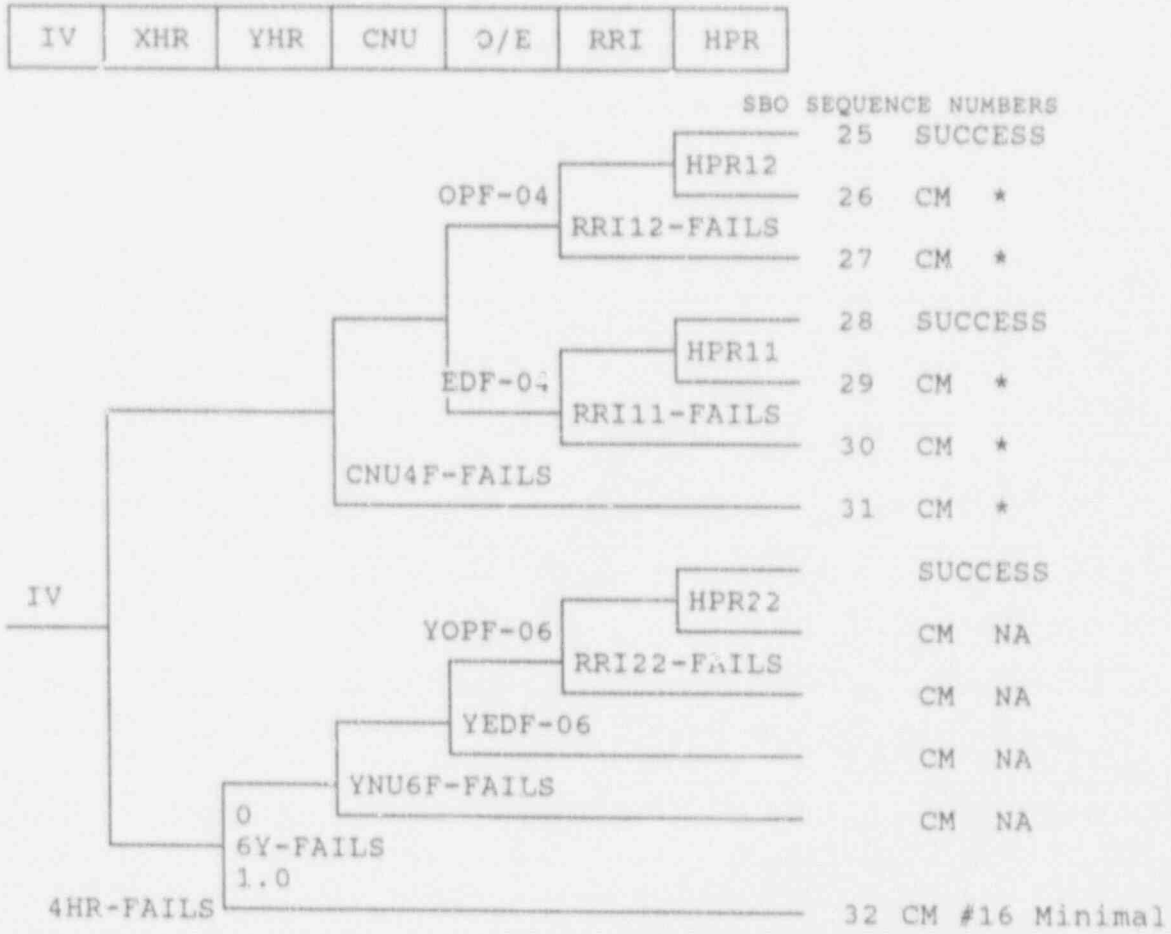 IV XHR YHR CNU O/E RRI HPR
SBO SEQUENCE NUMBERS
25 SUCCESS
HPR12
OPF-04 26 CM *
RRI12-FAILS
27 CM *
28 SUCCESS
HPR11
EDF-04 29 CM *
RRI11-FAILS
30 CM *
CNU4F-FAILS
31 CM *
SUCCESS
IV HPR22
YOPF-06 CM NA
RRI22-FAILS
CM NA
YEDF-06
CM NA
YNU6F-FAILS
0 CM NA
6Y-FAILS
1.0
4HR-FAILS 32 CM #16 Minimal